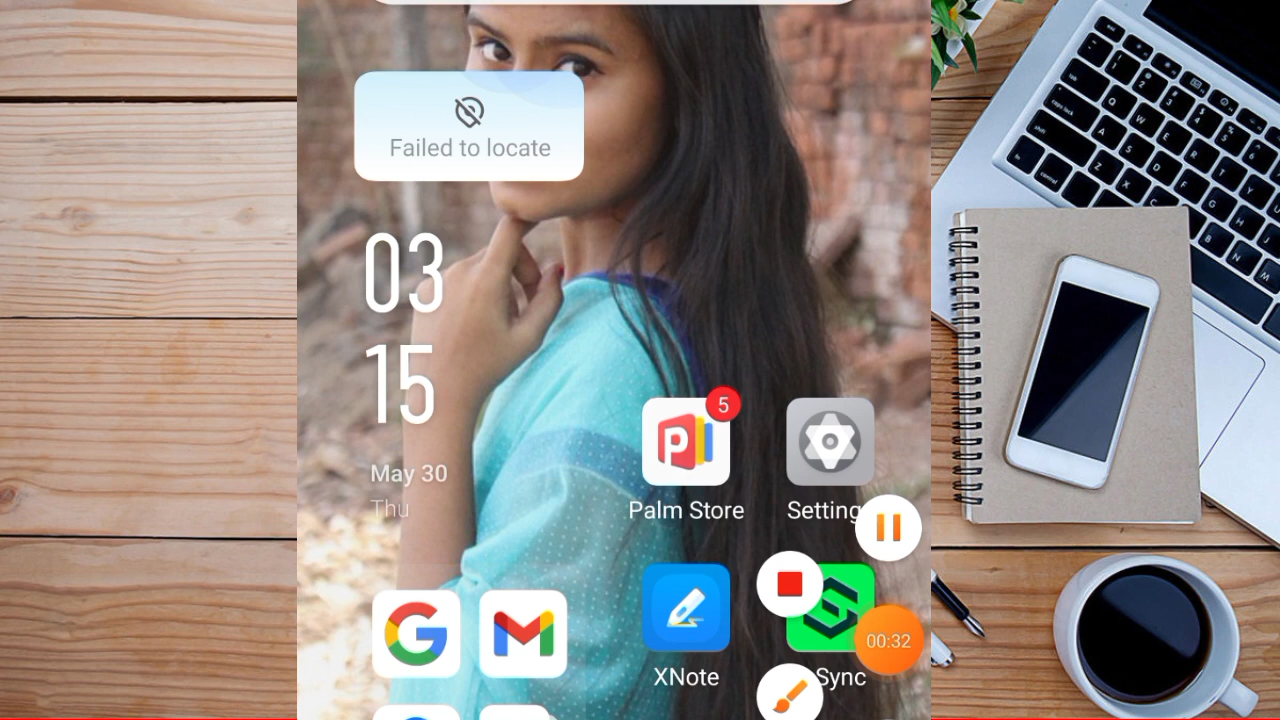 Failed to locate
03
15
May 30
Thu
5
Palm Store
Setting
XNote
Sync
00:32